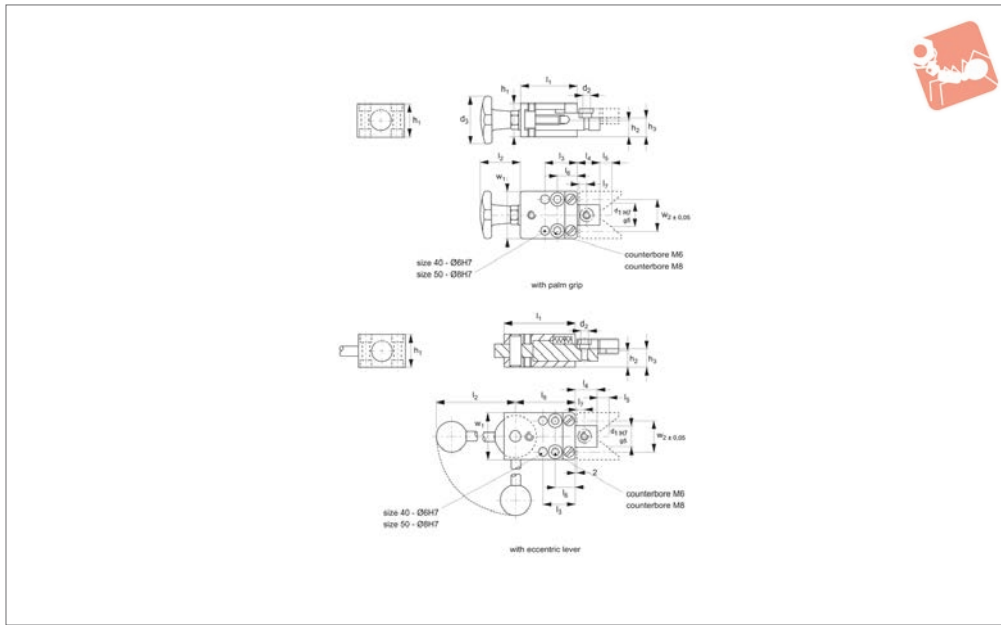 l1
h1
d2
d3
h1
h2
h3
l2
l3
l4
l5
l6
l7
w1
d1 H7
g8
w2 ± 0,05
size 40 - Ø6H7
size 50 - Ø8H7
counterbore M6
counterbore M8
with palm grip
l1
d2
h1
h2
h3
l4
l2
l8
l7
l5
w1
d1 H7
g8
w2 ± 0,05
2
l6
l3
counterbore M6
counterbore M8
size 40 - Ø6H7
size 50 - Ø8H7
with eccentric lever